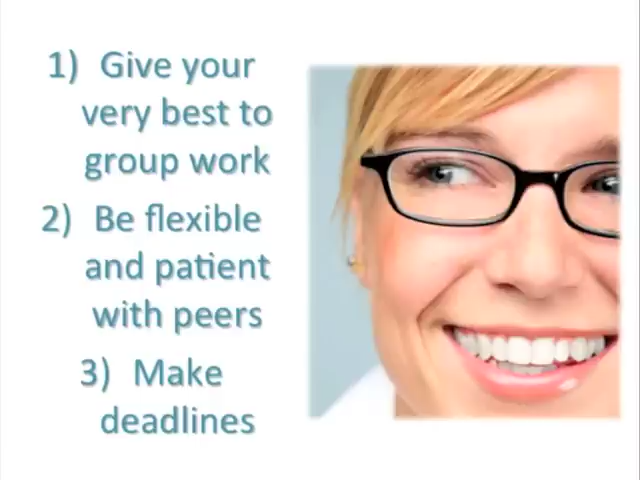 1) Give your
very best to
group work
2) Be flexible
and patient
with peers
3) Make
deadlines